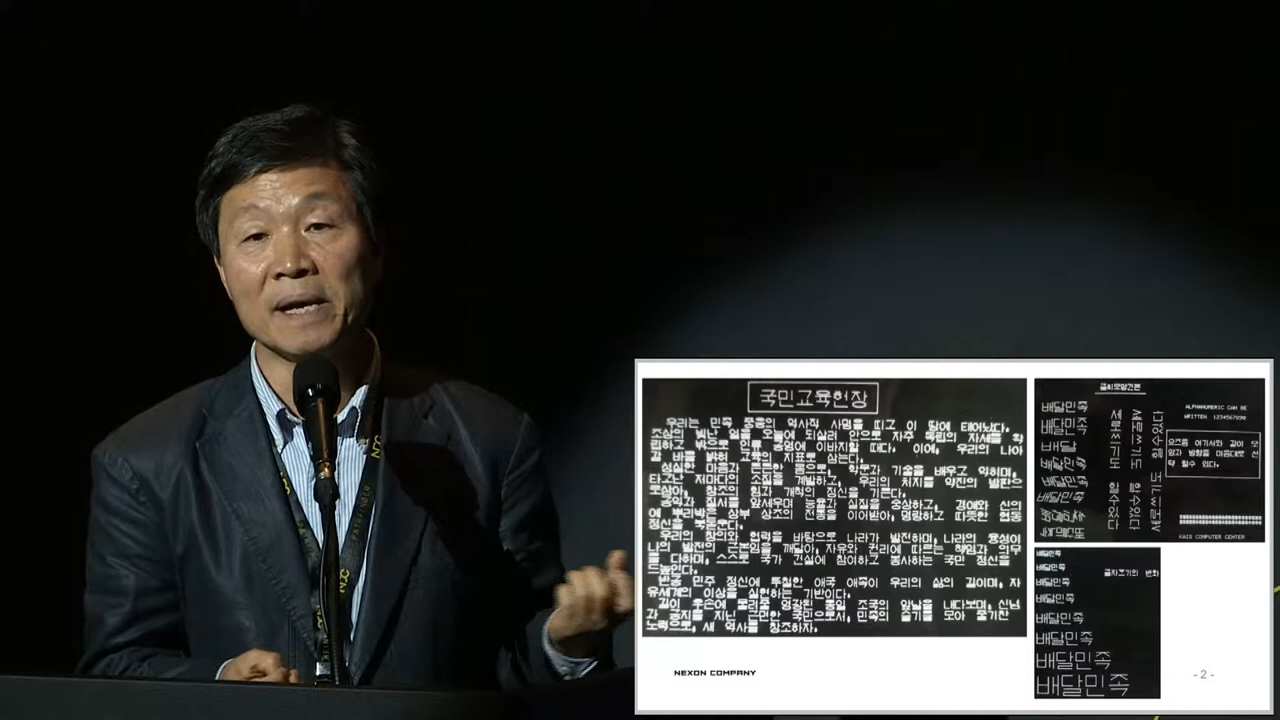 국민교육헌장
우리는 민족 중흥의 역사적 사명을 띠고 이 땅에 태어났다.
조상의 빛난 얼을 오늘에 되살려 안으로 자주 독립의 자세를 확
립하고 밖으로 인류 공영에 이바지할 때다. 이에, 우리의 나아
갈 바를 밝혀 교육의 지표로 삼는다.
성실한 마음과 튼튼한 몸으로, 학문과 기술을 배우고 익히며,
타고난 저마다의 소질을 계발하고, 우리의 처지를 약진의 발판으
로삼아, 창조의 힘과 개척의 정신을 기른다.
공익과 질서를 앞세우며 능률과 실질을 숭상하고, 경애와 신의
에 뿌리박은 상부 상조의 전통을 이어받아, 명랑하고 따뜻한 협동
정신을 북돋운다.
우리의 창의와 협력을 바탕으로 나라가 발전하며, 나라의 융성이
나의 발전의 근본임을 깨달아, 자유와 권리에 따르는 책임과 의무
를 다하며, 스스로 국가 건설에 참여하고 봉사하는 국민 정신을
드높인다.
반공 민주 정신에 투철한 애국 애족이 우리의 삶의 길이며, 자
유세계의 이상을 실현하는 기반이다.
길이 후손에 물려줄 영광된 통일 조국의 앞날을 내다보며, 신념
과 긍지를 지닌 근면한 국민으로서, 민족의 슬기를 모아 줄기찬
노력으로, 새 역사를 창조하자.
글씨모양견본
배달민족
배달민족
배달
배달민족
배달민족
세로쓰기도 할수있다
ALPHANUMERIC CAN BE
WRITTEN 1234567890
요즈음 여기서와 같이 모
양과 방향을 마음대로 선
택 할수 있다.
KAIS COMPUTER CENTER
배달민족
배달민족
글자크기의 변화
배달민족
배달민족
배달민족
배달민족
배달민족
배달민족
NEXON COMPANY
- 2 -